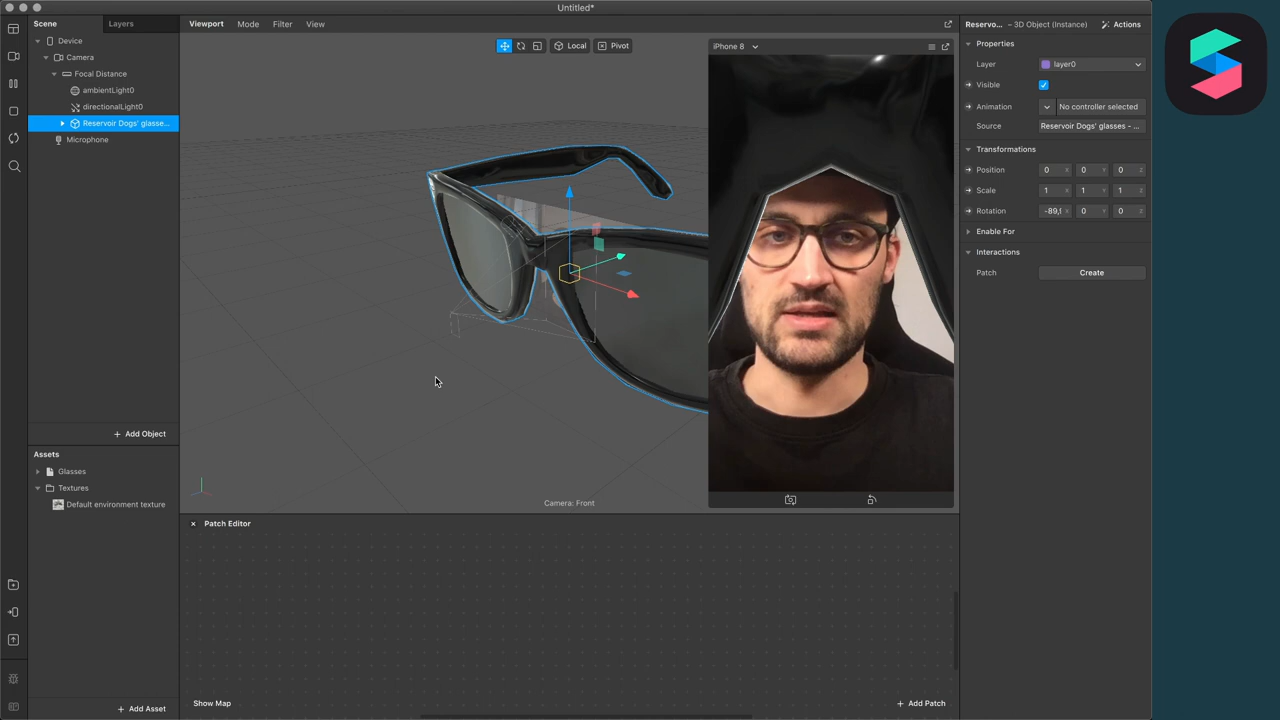 Untitled*
Scene
Layers
Device
Camera
Focal Distance
ambientLight0
directionalLight0
Reservoir Dogs' glasse...
Microphone
+ Add Object
Assets
Glasses
Textures
Default environment texture
+ Add Asset
Viewport
Mode
Filter
View
Local
Pivot
Camera: Front
iPhone 8
Patch Editor
Show Map
+ Add Patch
Reservo... – 3D Object (Instance)
Actions
Properties
Layer layer0
Visible
Animation No controller selected
Source Reservoir Dogs' glasses - ...
Transformations
Position 0 X 0 Y 0 Z
Scale 1 X 1 Y 1 Z
Rotation -89, 0 Y 0 Z
Enable For
Interactions
Patch Create